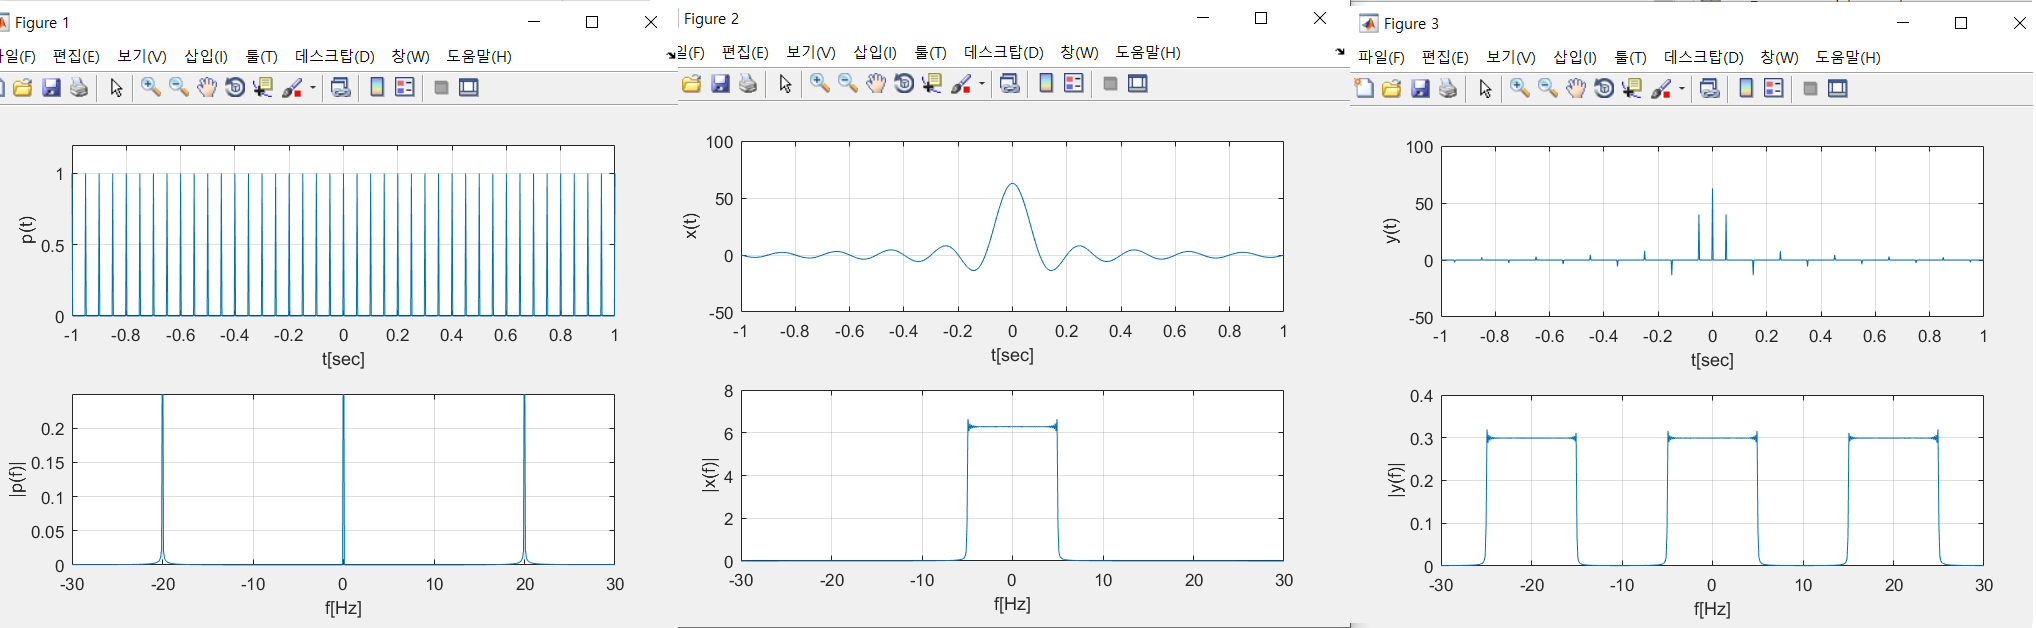 Figure 1
일(F) 편집(E) 보기(V) 삽입(I) 툴(T) 데스크탑(D) 창(W) 도움말(H)
1
0.5
0
p(t)
-1 -0.8 -0.6 -0.4 -0.2 0 0.2 0.4 0.6 0.8 1
t[sec]
0.2
0.15
0.1
0.05
0
|p(f)|
-30 -20 -10 0 10 20 30
f[Hz]
Figure 2
일(F) 편집(E) 보기(V) 삽입(I) 툴(T) 데스크탑(D) 창(W) 도움말(H)
100
50
0
-50
x(t)
-1 -0.8 -0.6 -0.4 -0.2 0 0.2 0.4 0.6 0.8 1
t[sec]
8
6
4
2
0
|x(f)|
-30 -20 -10 0 10 20 30
f[Hz]
Figure 3
파일(F) 편집(E) 보기(V) 삽입(I) 툴(T) 데스크탑(D) 창(W) 도움말(H)
100
50
0
-50
y(t)
-1 -0.8 -0.6 -0.4 -0.2 0 0.2 0.4 0.6 0.8 1
t[sec]
0.4
0.3
0.2
0.1
0
|y(f)|
-30 -20 -10 0 10 20 30
f[Hz]